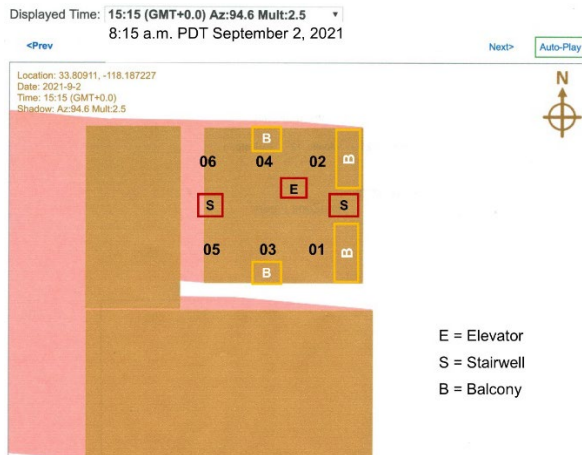 Displayed Time: 15:15 (GMT+0.0) Az:94.6 Mult:2.5
8:15 a.m. PDT September 2, 2021
<Prev
Next>
Auto-Play
Location: 33.80911, -118.187227
Date: 2021-9-2
Time: 15:15 (GMT+0.0)
Shadow: Az:94.6 Mult:2.5
N
B
06 04 02 B
E
S S
05 03 01 B
B
E = Elevator
S = Stairwell
B = Balcony